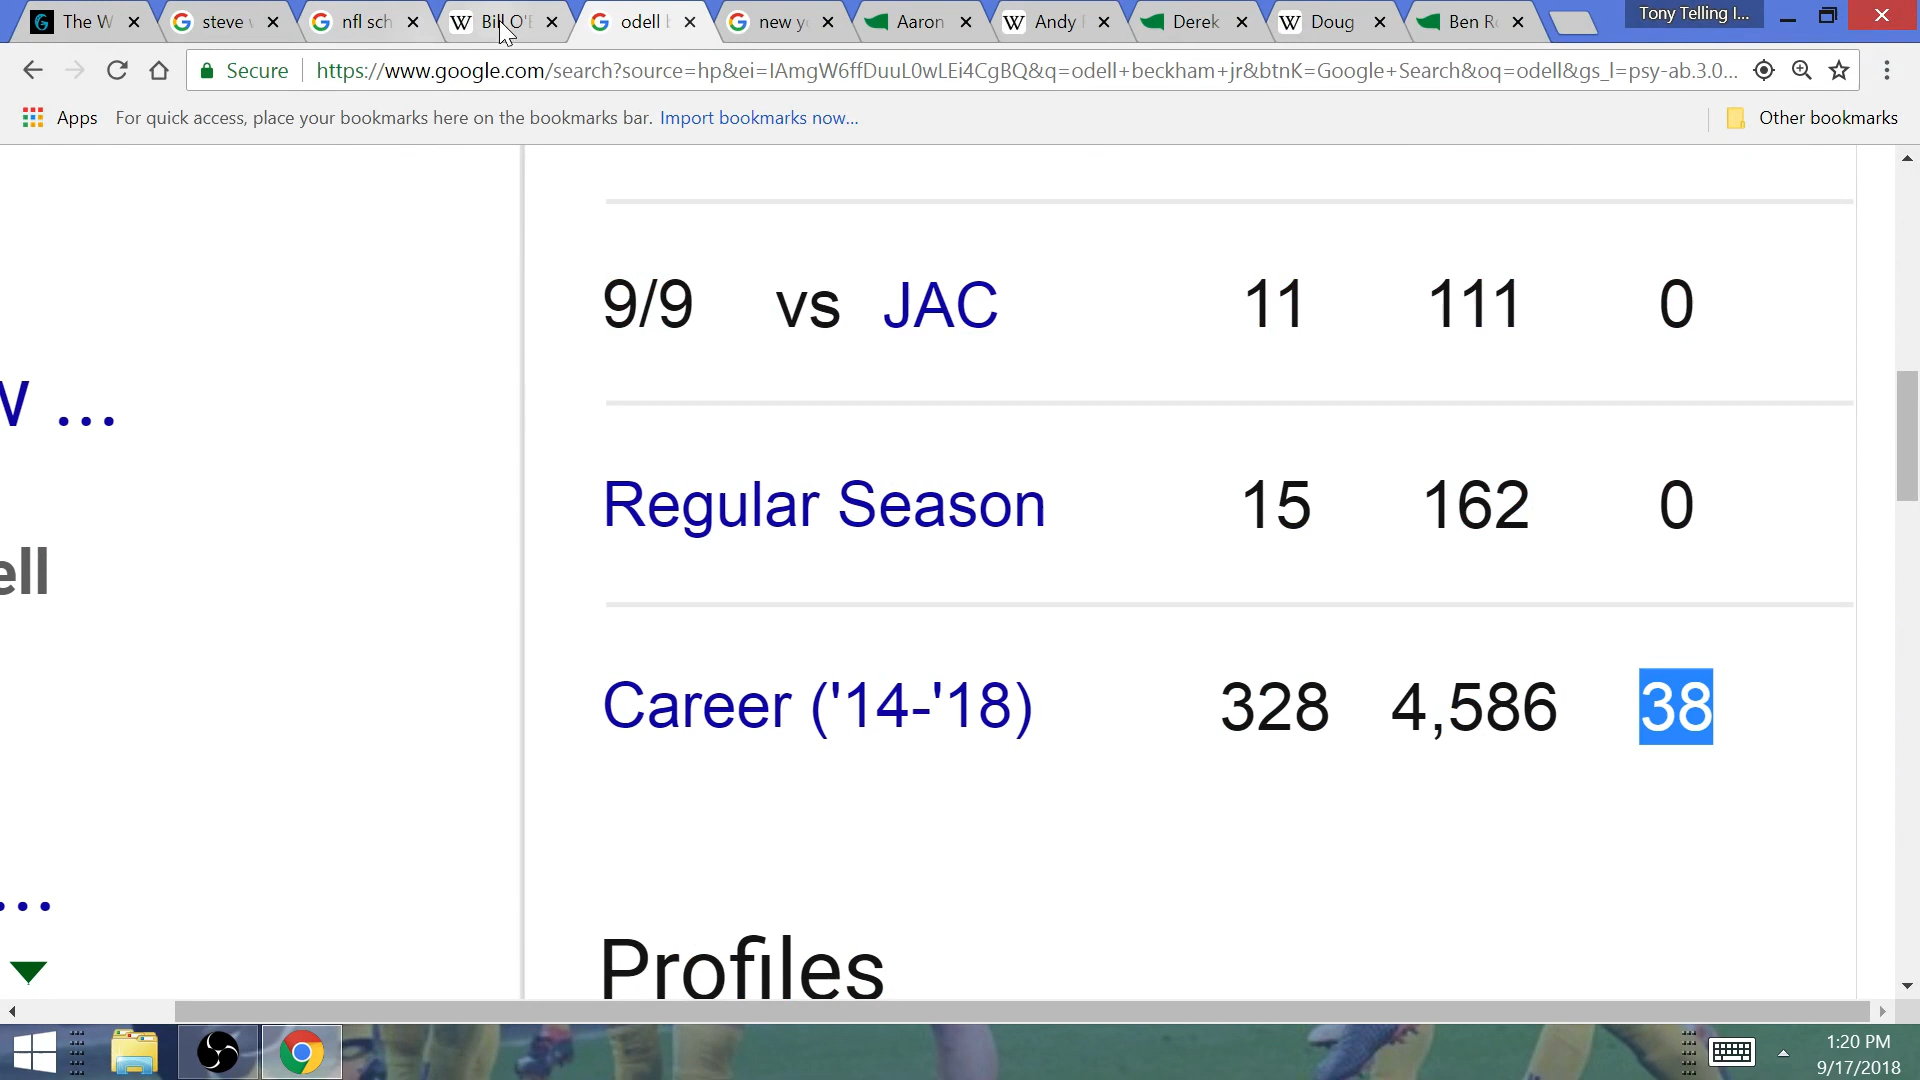 The W
steve
nfl sch
Bill O'
odell
new y
Aaron
Andy
Derek
Doug
Ben R
Tony Telling I...
Secure https://www.google.com/search?source=hp&ei=IAmgW6ffDuuL0wLEi4CgBQ&q=odell+beckham+jr&btnK=Google+Search&oq=odell&gs_l=psy-ab.3.0...
Apps For quick access, place your bookmarks here on the bookmarks bar. Import bookmarks now... Other bookmarks
9/9 vs JAC 11 111 0
w ...
Regular Season 15 162 0
ell
Career ('14-'18) 328 4,586 38
...
Profiles
1:20 PM
9/17/2018